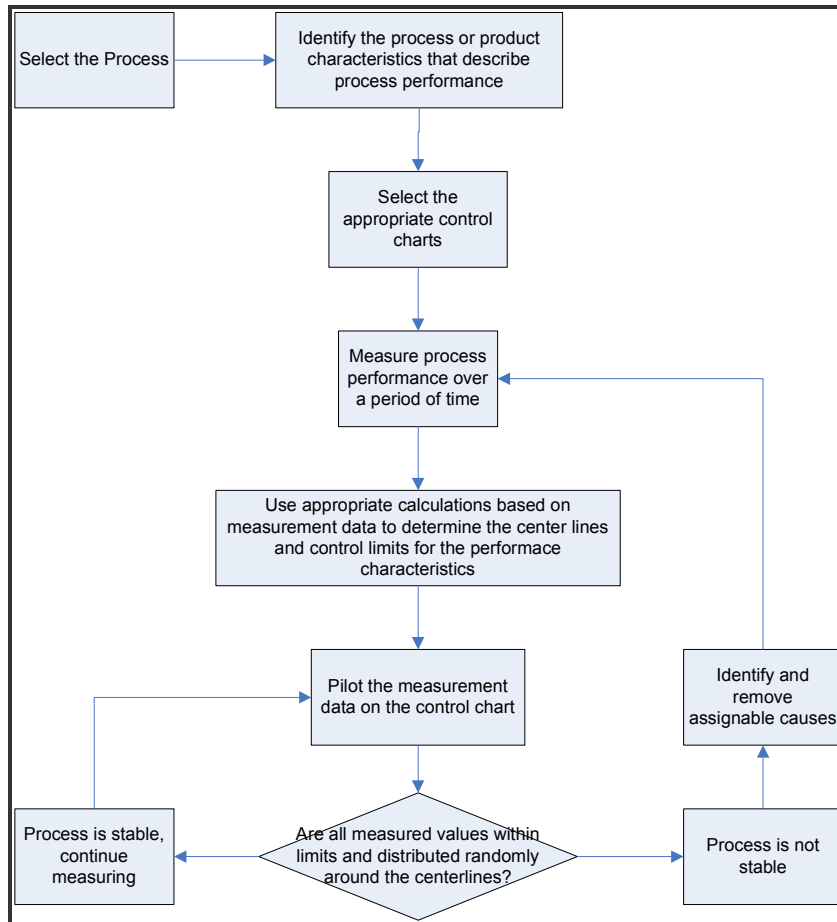 Select the Process
Identify the process or product
characteristics that describe
process performance
Select the
appropriate control
charts
Measure process
performance over
a period of time
Use appropriate calculations based on
measurement data to determine the center lines
and control limits for the performace
characteristics
Pilot the measurement
data on the control chart
Identify and
remove
assignable causes
Process is stable,
continue
measuring
Are all measured values within
limits and distributed randomly
around the centerlines?
Process is not
stable